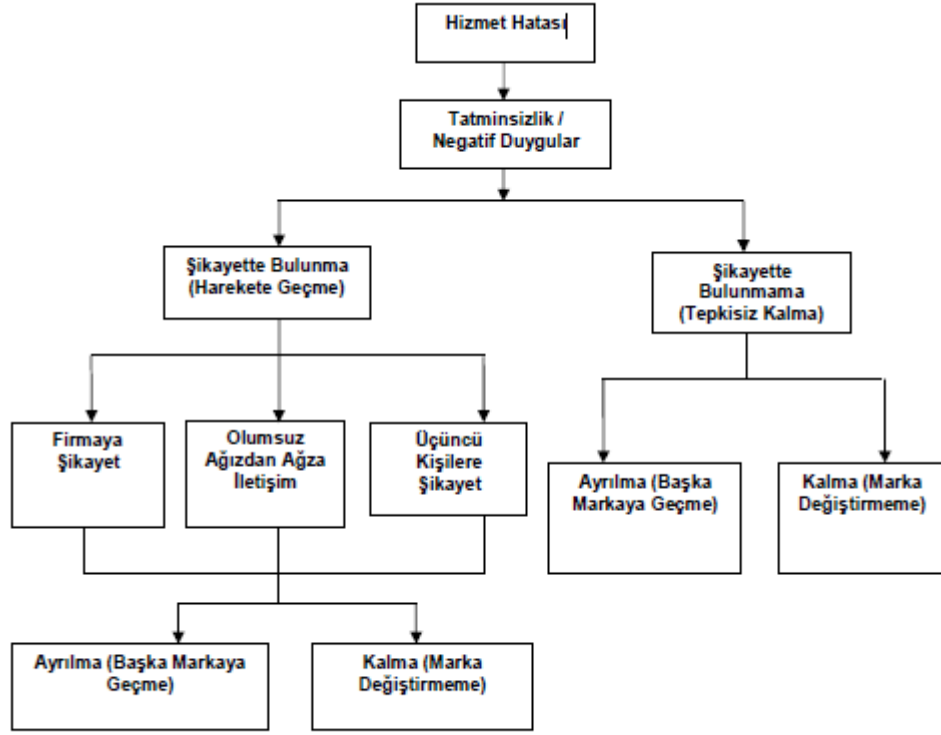 Hizmet Hatası
Tatminsizlik /
Negatif Duygular
Şikayette Bulunma
(Harekete Geçme)
Şikayette
Bulunmama
(Tepkisiz Kalma)
Firmaya
Şikayet
Olumsuz
Ağızdan Ağza
İletişim
Üçüncü
Kişilere
Şikayet
Ayrılma (Başka
Markaya Geçme)
Kalma (Marka
Değiştirmeme)
Ayrılma (Başka Markaya
Geçme)
Kalma (Marka
Değiştirmeme)